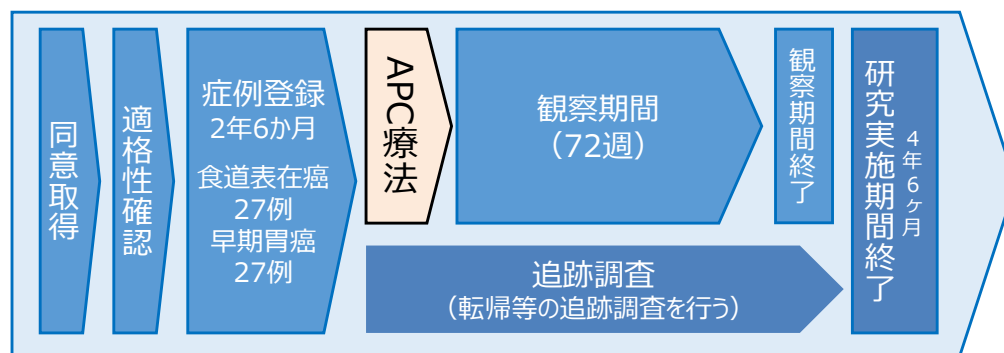 同意取得
適格性確認
症例登録
2年6か月
食道表在癌
27例
早期胃癌
27例
APC療法
観察期間
（72週）
観察期間終了
研究実施期間終了
4年6ヶ月
追跡調査
（転帰等の追跡調査を行う）